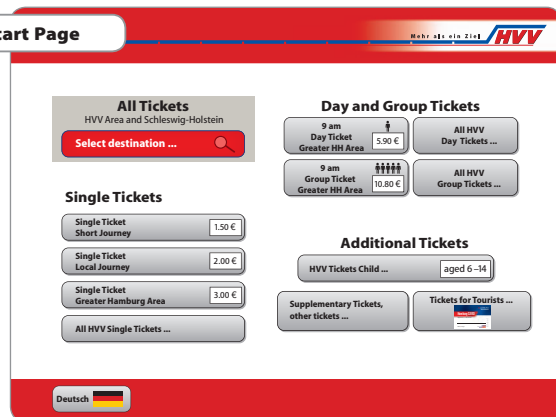 art Page
Mehr als ein Ziel
HVV
All Tickets
HVV Area and Schleswig-Holstein
Select destination ...
Single Tickets
Single Ticket
Short Journey
1.50 €
Single Ticket
Local Journey
2.00 €
Single Ticket
Greater Hamburg Area
3.00 €
All HVV Single Tickets ...
Day and Group Tickets
9 am
Day Ticket
Greater HH Area
5.90 €
All HVV
Day Tickets ...
9 am
Group Ticket
Greater HH Area
10.80 €
All HVV
Group Tickets ...
Additional Tickets
HVV Tickets Child ...
aged 6 –14
Supplementary Tickets,
other tickets ...
Tickets for Tourists ...
Deutsch